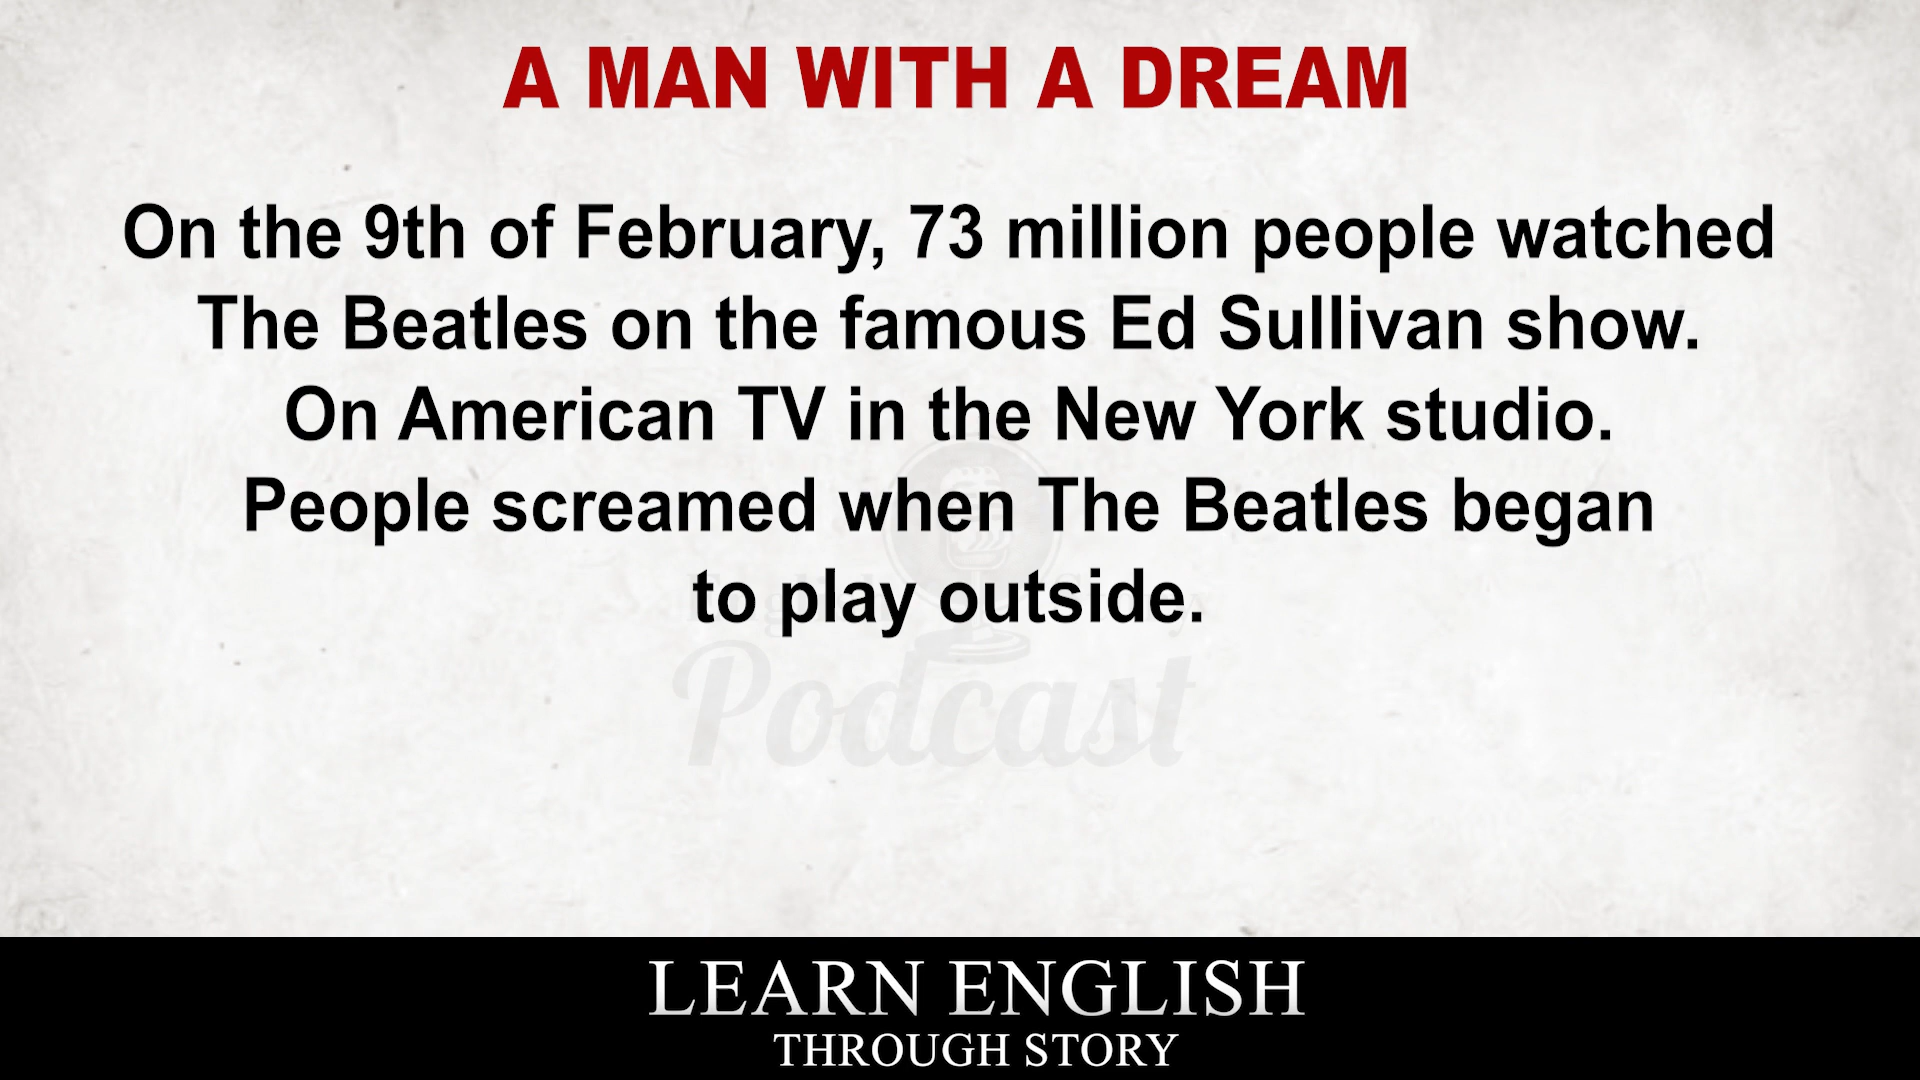 A MAN WITH A DREAM
On the 9th of February, 73 million people watched
The Beatles on the famous Ed Sullivan show.
On American TV in the New York studio.
People screamed when The Beatles began
to play outside.
Podcast
LEARN ENGLISH
THROUGH STORY